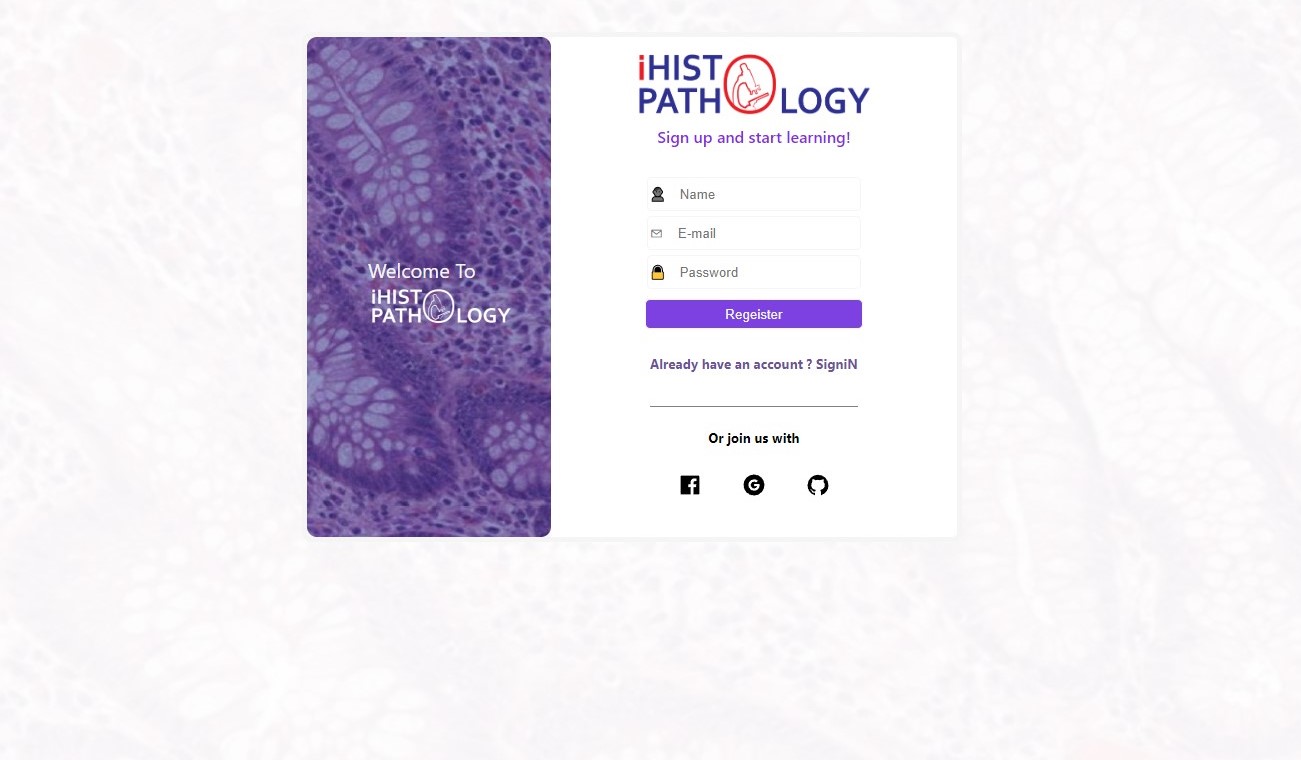 Welcome To
iHIST
PATHOLOGY
iHIST
PATHOLOGY
Sign up and start learning!
Name
E-mail
Password
Regeister
Already have an account ? SigniN
Or join us with